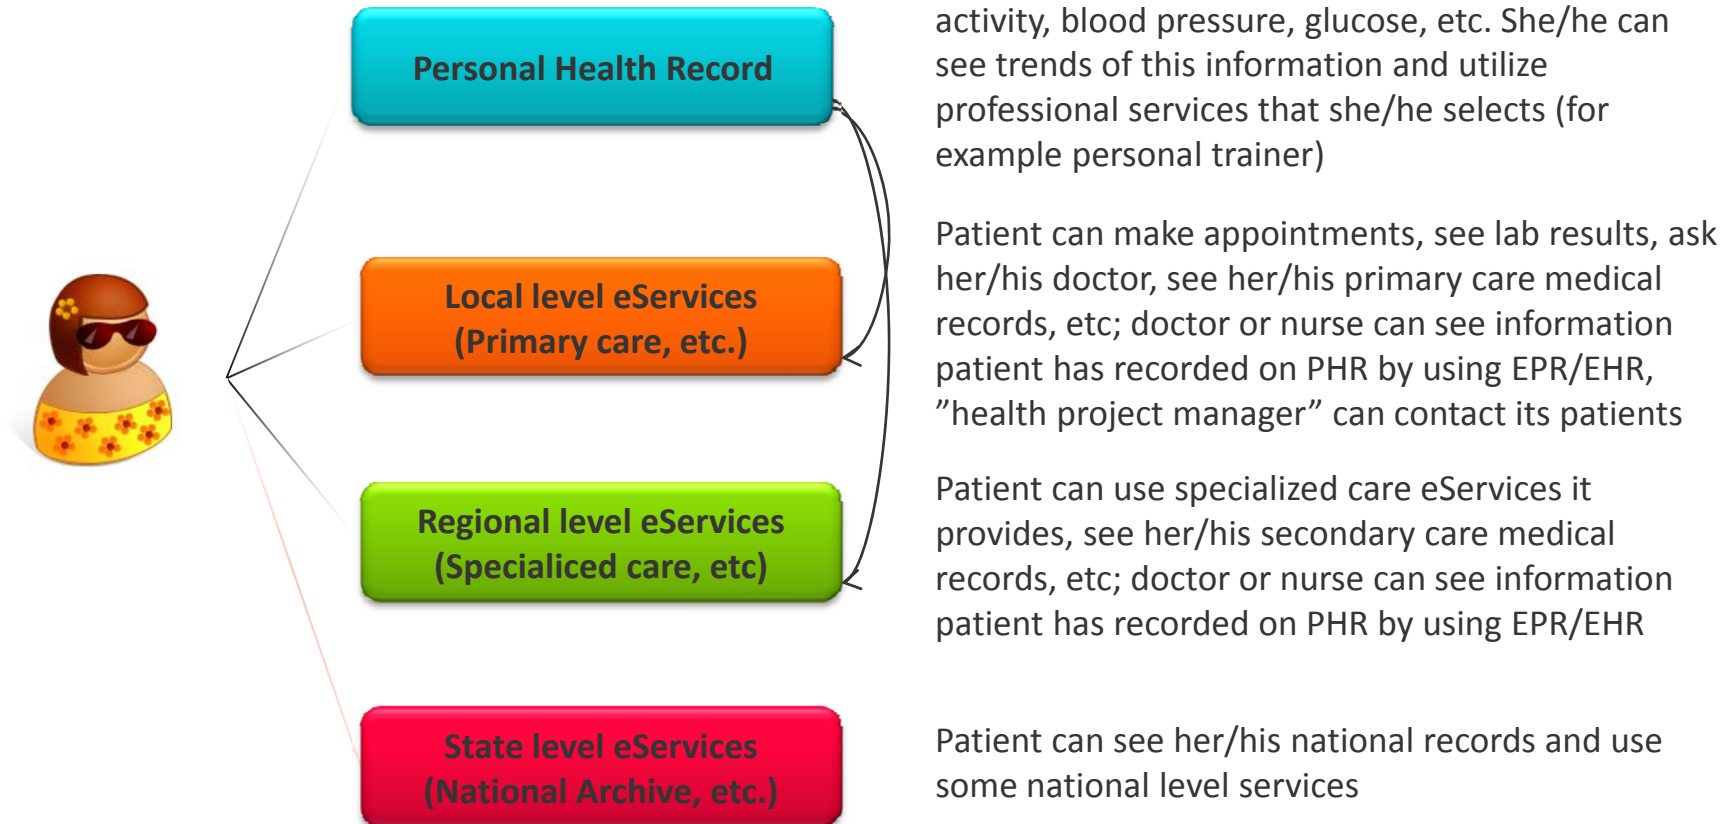 Personal Health Record
activity, blood pressure, glucose, etc. She/he can
see trends of this information and utilize
professional services that she/he selects (for
example personal trainer)
Local level eServices
(Primary care, etc.)
Patient can make appointments, see lab results, ask
her/his doctor, see her/his primary care medical
records, etc; doctor or nurse can see information
patient has recorded on PHR by using EPR/EHR,
”health project manager” can contact its patients
Regional level eServices
(Specialiced care, etc)
Patient can use specialized care eServices it
provides, see her/his secondary care medical
records, etc; doctor or nurse can see information
patient has recorded on PHR by using EPR/EHR
State level eServices
(National Archive, etc.)
Patient can see her/his national records and use
some national level services